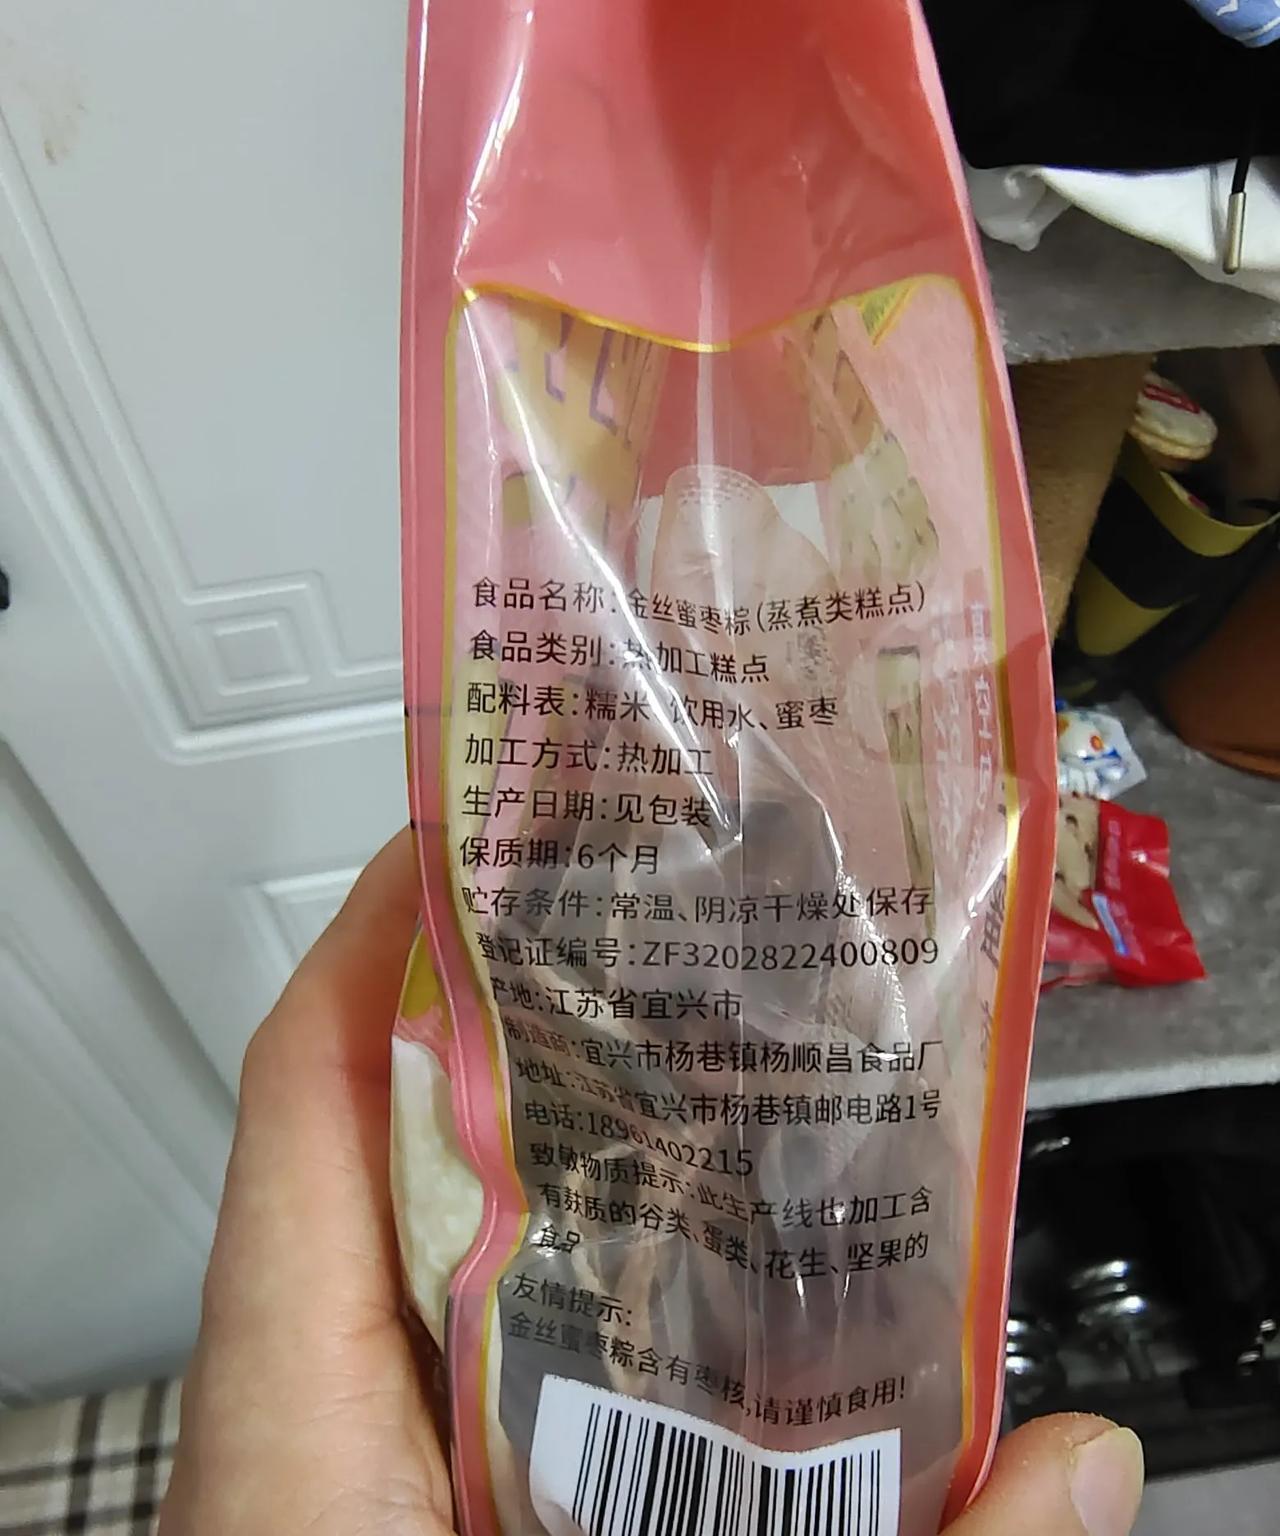 食品名称:金丝蜜枣粽(蒸煮类糕点)
食品类别:热加工糕点
配料表:糯米、饮用水、蜜枣
加工方式:热加工
生产日期:见包装
保质期:6个月
贮存条件:常温、阴凉干燥处保存
登记证编号:ZF3202822400809
产地:江苏省宜兴市
制造商:宜兴市杨巷镇杨顺昌食品厂
地址:江苏省宜兴市杨巷镇邮电路1号
电话:18961402215
致敏物质提示:此生产线也加工含
有麸质的谷类、蛋类、花生、坚果的
食品
友情提示:
金丝蜜枣粽含有枣核,请谨慎食用!